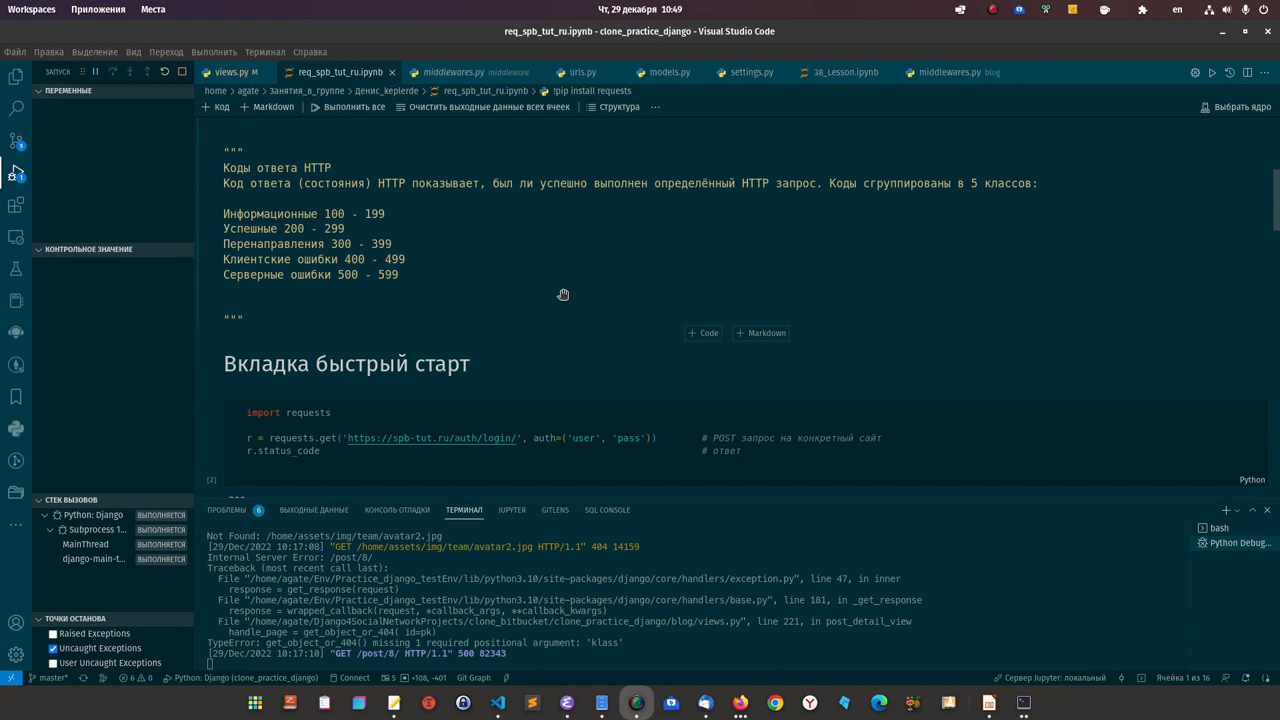 Workspaces Приложения Места Чт, 29 декабря 10:49 en
req_spb_tut_ru.ipynb - clone_practice_django - Visual Studio Code
Файл Правка Выделение Вид Переход Выполнить Терминал Справка
ЗАПУСК views.py M req_spb_tut_ru.ipynb middlewares.py middleware urls.py models.py settings.py 38_Lesson.ipynb middlewares.py blog
ПЕРЕМЕННЫЕ
home agate занятия_в_группе Денис_keplerde req_spb_tut_ru.ipynb !pip install requests
Код Markdown Выполнить все Очистить выходные данные всех ячеек Структура Выбрать ядро
"""
Коды ответа HTTP
Код ответа (состояния) HTTP показывает, был ли успешно выполнен определённый HTTP запрос. Коды сгруппированы в 5 классов:
Информационные 100 - 199
Успешные 200 - 299
Перенаправления 300 - 399
КОНТРОЛЬНОЕ ЗНАЧЕНИЕ
Клиентские ошибки 400 - 499
Серверные ошибки 500 - 599
"""
Code Markdown
Вкладка быстрый старт
import requests
r = requests.get('https://spb-tut.ru/auth/login/', auth=('user', 'pass')) # POST запрос на конкретный сайт
r.status_code # ответ
[2] Python
200
СТЕК ВЫЗОВОВ
Python: Django ВЫПОЛНЯЕТСЯ
Subprocess 1... ВЫПОЛНЯЕТСЯ
MainThread ВЫПОЛНЯЕТСЯ
django-main-t... ВЫПОЛНЯЕТСЯ
ПРОБЛЕМЫ 6 ВЫХОДНЫЕ ДАННЫЕ КОНСОЛЬ ОТЛАДКИ ТЕРМИНАЛ JUPYTER GITLENS SQL CONSOLE
Not Found: /home/assets/img/team/avatar2.jpg
[29/Dec/2022 10:17:08] "GET /home/assets/img/team/avatar2.jpg HTTP/1.1" 404 14159
Internal Server Error: /post/8/
Traceback (most recent call last):
File "/home/agate/Env/Practice_django_testEnv/lib/python3.10/site-packages/django/core/handlers/exception.py", line 47, in inner
response = get_response(request)
File "/home/agate/Env/Practice_django_testEnv/lib/python3.10/site-packages/django/core/handlers/base.py", line 181, in _get_response
response = wrapped_callback(request, *callback_args, **callback_kwargs)
File "/home/agate/Django4SocialNetworkProjects/clone_bitbucket/clone_practice_django/blog/views.py", line 221, in post_detail_view
handle_page = get_object_or_404( id=pk)
TypeError: get_object_or_404() missing 1 required positional argument: 'klass'
[29/Dec/2022 10:17:10] "GET /post/8/ HTTP/1.1" 500 82343
bash
Python Debug...
ТОЧКИ ОСТАНОВА
Raised Exceptions
Uncaught Exceptions
User Uncaught Exceptions
master* 6 0 Python: Django (clone_practice_django) Connect 5 +108, -401 Git Graph Сервер Jupyter: локальный Ячейка 1 из 16